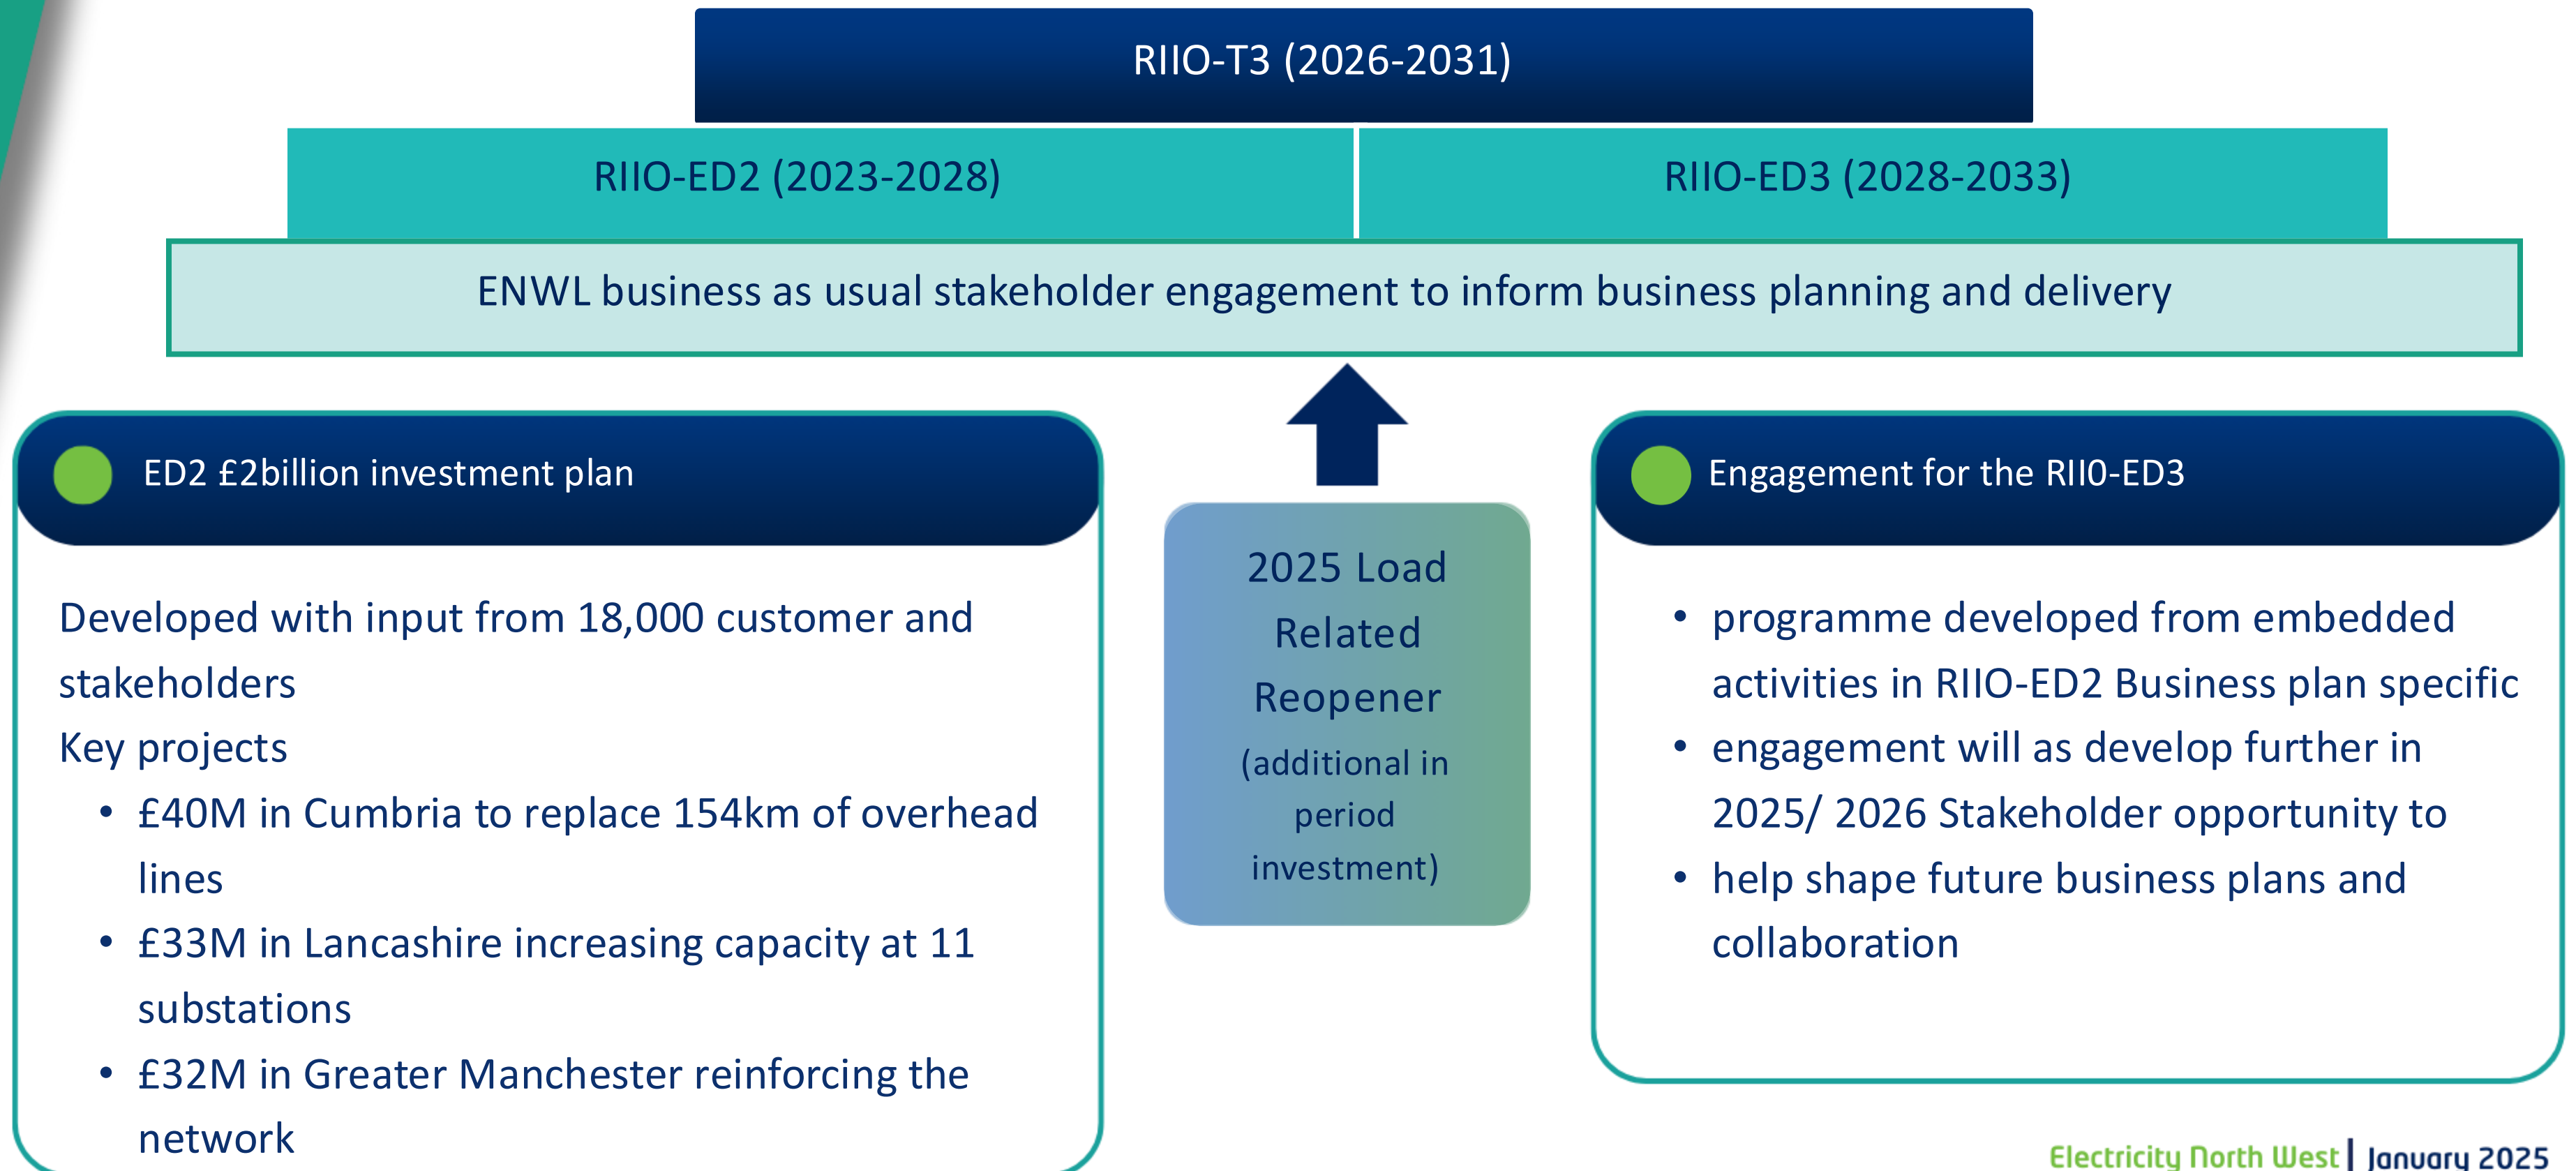 RIIO-T3 (2026-2031)
RIIO-ED2 (2023-2028)
RIIO-ED3 (2028-2033)
ENWL business as usual stakeholder engagement to inform business planning and delivery
ED2 £2billion investment plan
Developed with input from 18,000 customer and
stakeholders
Key projects
• £40M in Cumbria to replace 154km of overhead
lines
• £33M in Lancashire increasing capacity at 11
substations
• £32M in Greater Manchester reinforcing the
network
2025 Load
Related
Reopener
(additional in
period
investment)
Engagement for the RII0-ED3
• programme developed from embedded
activities in RIIO-ED2 Business plan specific
• engagement will as develop further in
2025/ 2026 Stakeholder opportunity to
• help shape future business plans and
collaboration
Electricity North West | January 2025